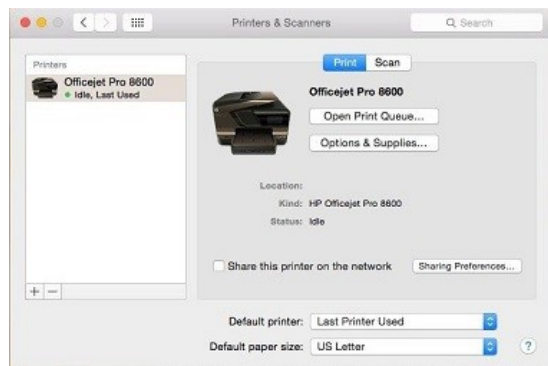 Printers & Scanners
Search
Printers
Officejet Pro 8600
Idle, Last Used
Print Scan
Officejet Pro 8600
Open Print Queue...
Options & Supplies...
Location:
Kind: HP Officejet Pro 8600
Status: Idle
Share this printer on the network Sharing Preferences...
+ −
Default printer: Last Printer Used
Default paper size: US Letter
?